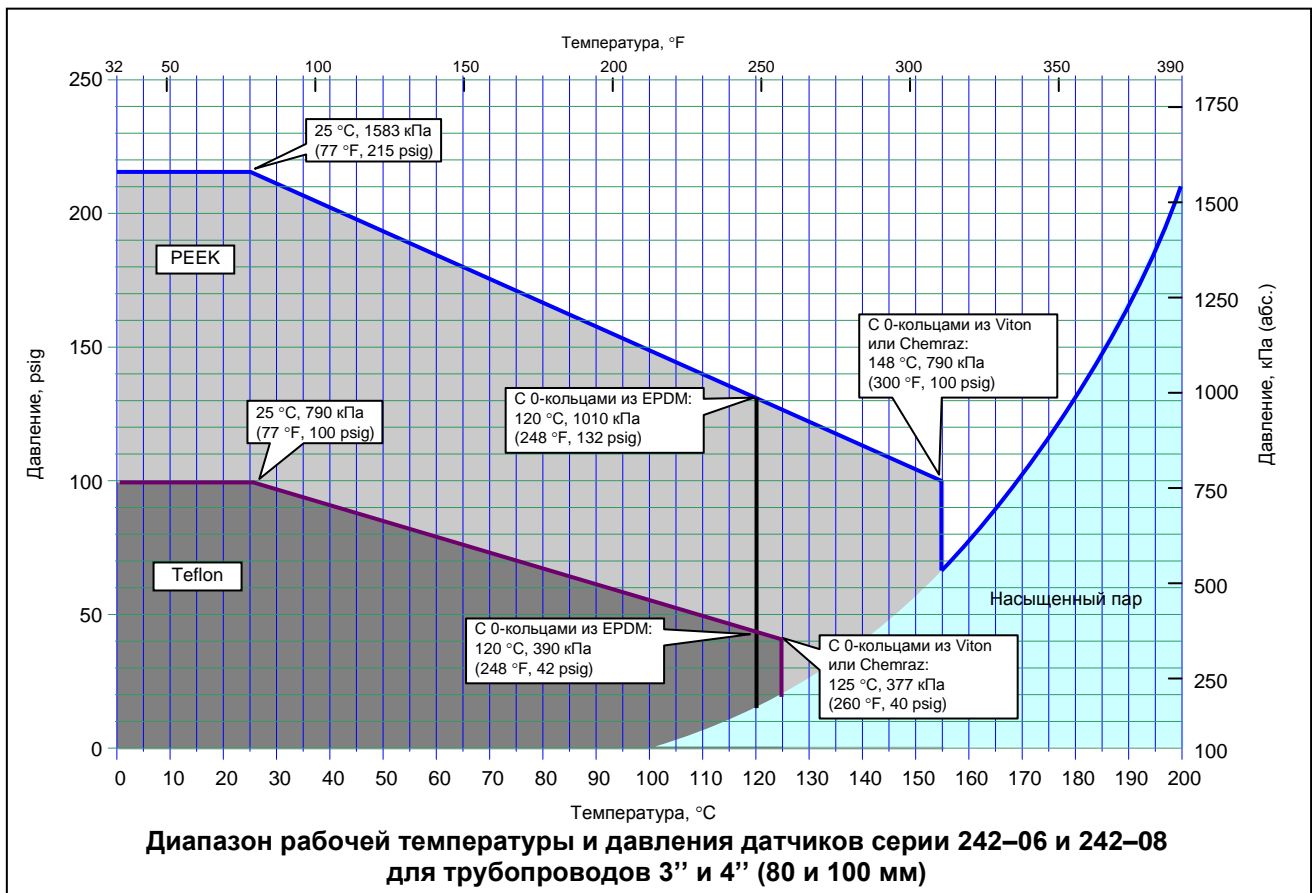 Температура, °F
32 50 100 150 200 250 300 350 390
250
200
150
100
50
0
Давление, psig
1750
1500
1250
1000
750
500
250
100
Давление, кПа (абс.)
25 °C, 1583 кПа
(77 °F, 215 psig)
PEEK
С 0-кольцами из Viton
или Chemraz:
148 °C, 790 кПа
(300 °F, 100 psig)
С 0-кольцами из EPDM:
120 °C, 1010 кПа
(248 °F, 132 psig)
25 °C, 790 кПа
(77 °F, 100 psig)
Teflon
Насыщенный пар
С 0-кольцами из EPDM:
120 °C, 390 кПа
(248 °F, 42 psig)
С 0-кольцами из Viton
или Chemraz:
125 °C, 377 кПа
(260 °F, 40 psig)
0 10 20 30 40 50 60 70 80 90 100 110 120 130 140 150 160 170 180 190 200
Температура, °C
Диапазон рабочей температуры и давления датчиков серии 242–06 и 242–08
для трубопроводов 3’’ и 4’’ (80 и 100 мм)